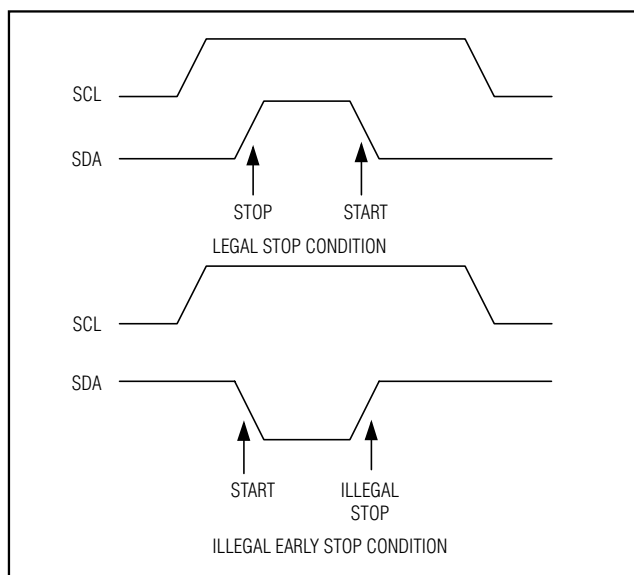 SCL
SDA
STOP START
LEGAL STOP CONDITION
SCL
SDA
START ILLEGAL
STOP
ILLEGAL EARLY STOP CONDITION